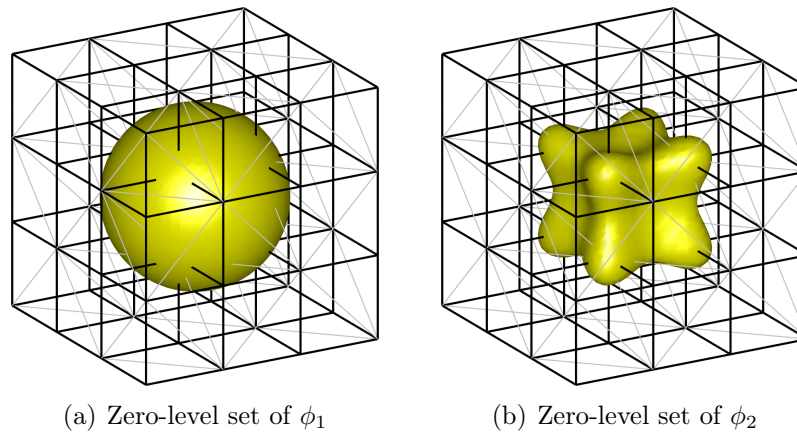 (a) Zero-level set of ϕ₁
(b) Zero-level set of ϕ₂